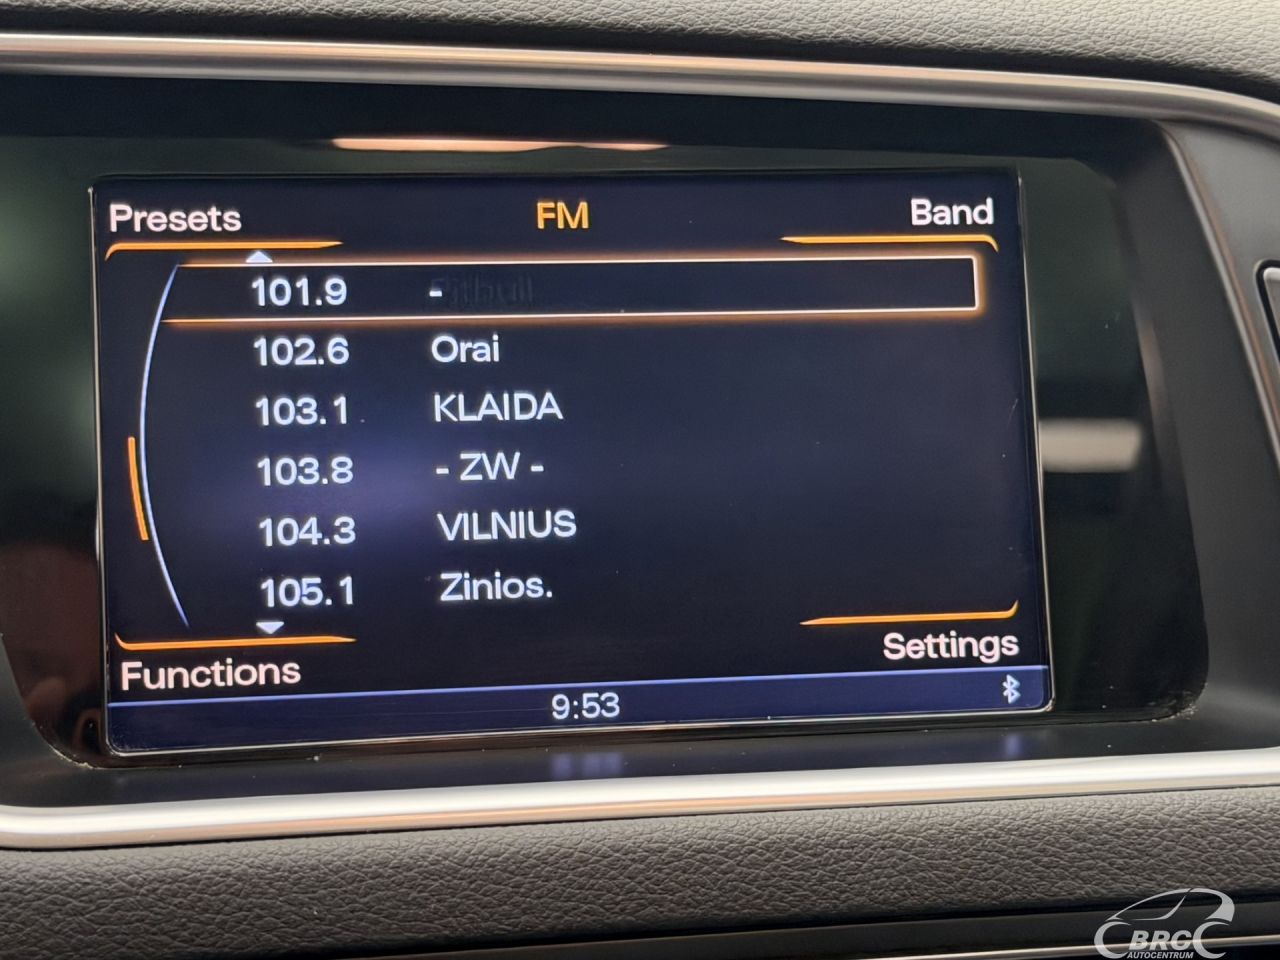 Presets FM Band
101.9 -
102.6 Orai
103.1 KLAIDA
103.8 - ZW -
104.3 VILNIUS
105.1 Zinios.
Functions Settings
9:53
BRC
AUTOCENTRUM